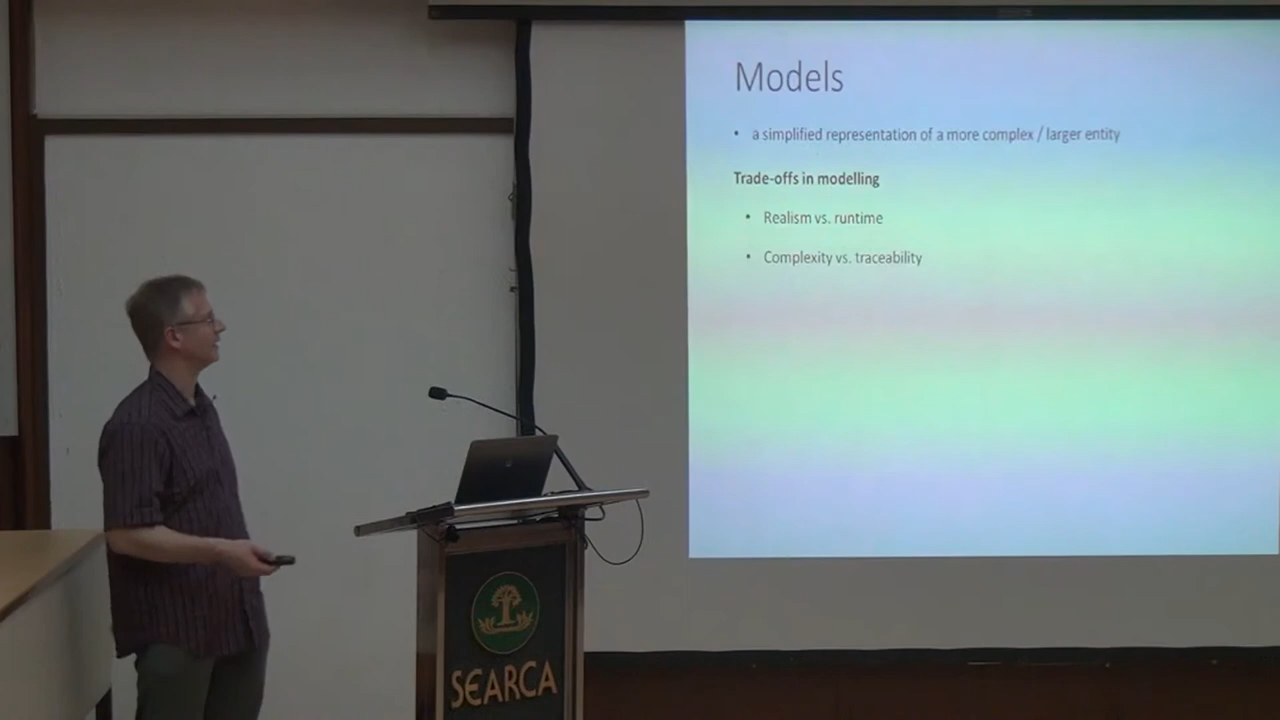 Models
• a simplified representation of a more complex / larger entity
Trade-offs in modelling
• Realism vs. runtime
• Complexity vs. traceability
SEARCA